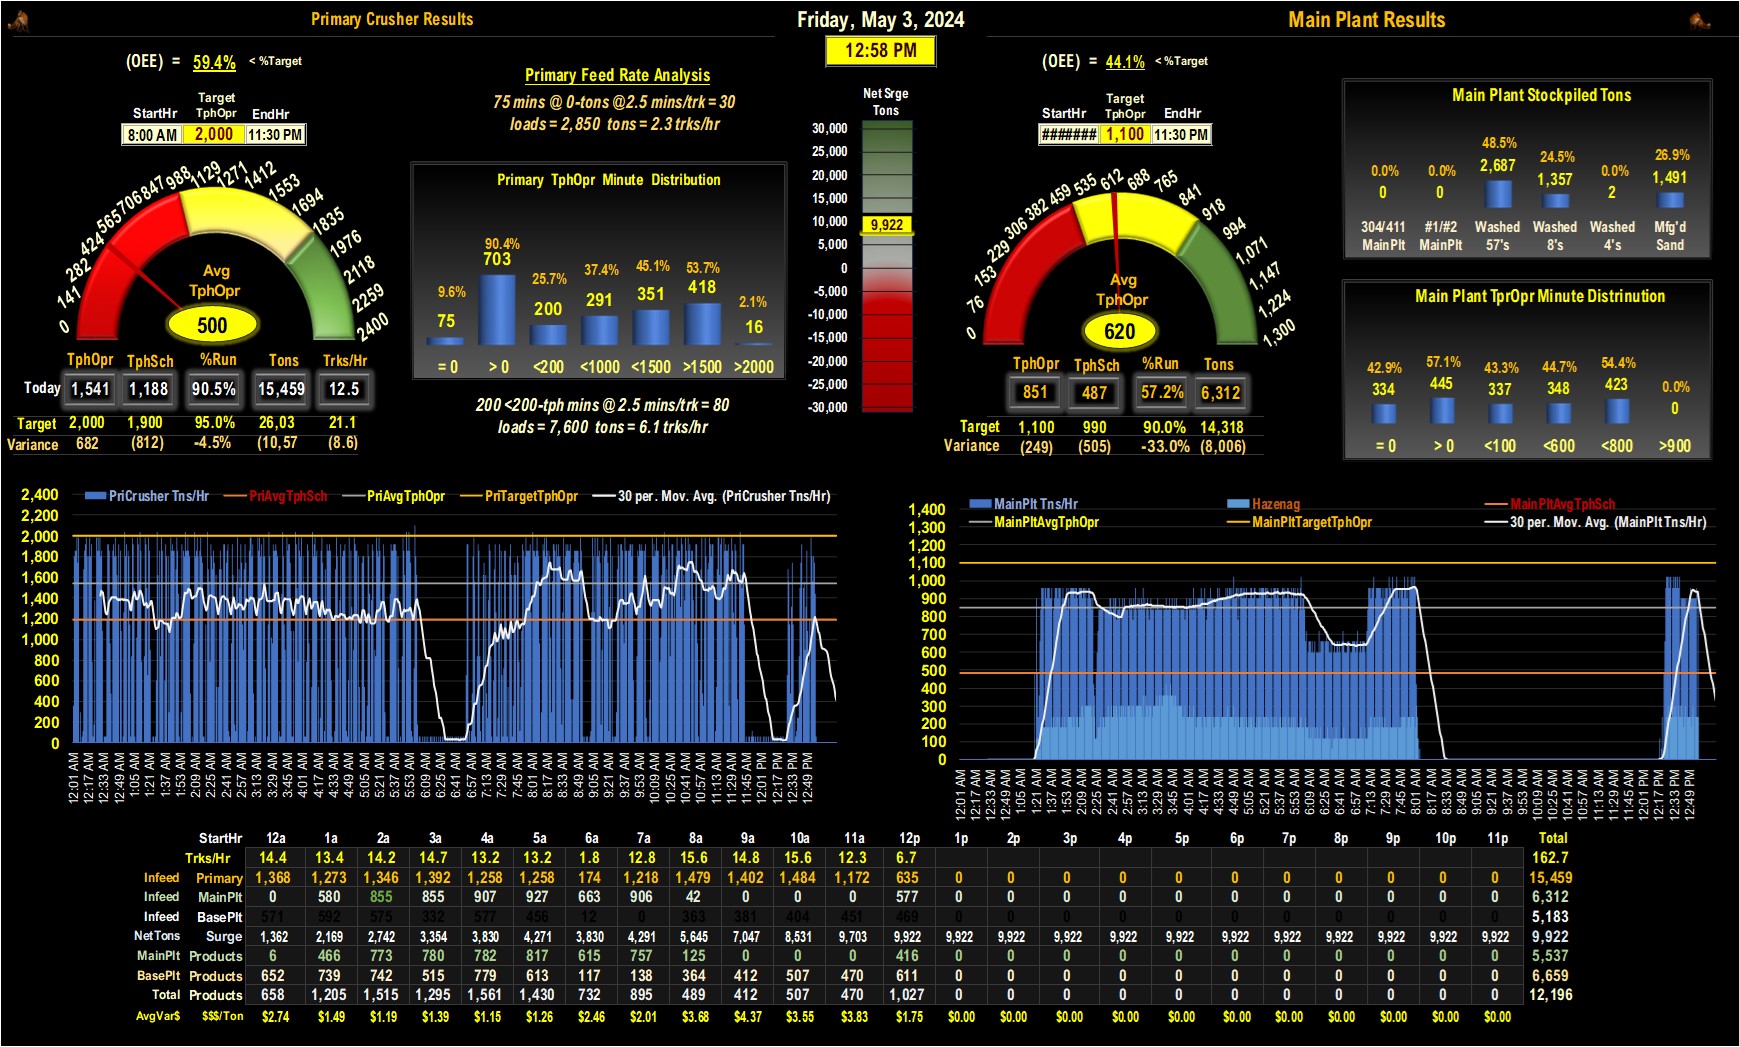 Primary Crusher Results
Friday, May 3, 2024
Main Plant Results
12:58 PM
(OEE) = 59.4% < %Target
StartHr Target TphOpr EndHr
8:00 AM 2,000 11:30 PM
0 141 282 424 565 706 847 988 1129 1271 1412 1553 1694 1835 1976 2118 2259 2400
Avg
TphOpr
500
TphOpr TphSch %Run Tons Trks/Hr
Today 1,541 1,188 90.5% 15,459 12.5
Target 2,000 1,900 95.0% 26,03 21.1
Variance 682 (812) -4.5% (10,57 (8.6)
Primary Feed Rate Analysis
75 mins @ 0-tons @2.5 mins/trk = 30
loads = 2,850 tons = 2.3 trks/hr
Primary TphOpr Minute Distribution
9.6% 90.4% 25.7% 37.4% 45.1% 53.7% 2.1%
75 703 200 291 351 418 16
= 0 > 0 <200 <1000 <1500 >1500 >2000
200 <200-tph mins @ 2.5 mins/trk = 80
loads = 7,600 tons = 6.1 trks/hr
Net Srge
Tons
30,000
25,000
20,000
15,000
10,000
9,922
5,000
0
-5,000
-10,000
-15,000
-20,000
-25,000
-30,000
(OEE) = 44.1% < %Target
StartHr Target TphOpr EndHr
####### 1,100 11:30 PM
0 76 153 229 306 382 459 535 612 688 765 841 918 994 1,071 1,147 1,224 1,300
Avg
TphOpr
620
TphOpr TphSch %Run Tons
851 487 57.2% 6,312
Target 1,100 990 90.0% 14,318
Variance (249) (505) -33.0% (8,006)
Main Plant Stockpiled Tons
0.0% 0.0% 48.5% 24.5% 0.0% 26.9%
0 0 2,687 1,357 2 1,491
304/411 #1/#2 Washed Washed Washed Mfg'd
MainPlt MainPlt 57's 8's 4's Sand
Main Plant TprOpr Minute Distrinution
42.9% 57.1% 43.3% 44.7% 54.4% 0.0%
334 445 337 348 423 0
= 0 > 0 <100 <600 <800 >900
PriCrusher Tns/Hr PriAvgTphSch PriAvgTphOpr PriTargetTphOpr 30 per. Mov. Avg. (PriCrusher Tns/Hr)
2,400
2,200
2,000
1,800
1,600
1,400
1,200
1,000
800
600
400
200
0
12:01 AM 12:17 AM 12:33 AM 12:49 AM 1:05 AM 1:21 AM 1:37 AM 1:53 AM 2:09 AM 2:25 AM 2:41 AM 2:57 AM 3:13 AM 3:29 AM 3:45 AM 4:01 AM 4:17 AM 4:33 AM 4:49 AM 5:05 AM 5:21 AM 5:37 AM 5:53 AM 6:09 AM 6:25 AM 6:41 AM 6:57 AM 7:13 AM 7:29 AM 7:45 AM 8:01 AM 8:17 AM 8:33 AM 8:49 AM 9:05 AM 9:21 AM 9:37 AM 9:53 AM 10:09 AM 10:25 AM 10:41 AM 10:57 AM 11:13 AM 11:29 AM 11:45 AM 12:01 PM 12:17 PM 12:33 PM 12:49 PM
MainPlt Tns/Hr Hazenag MainPltAvgTphSch
MainPltAvgTphOpr MainPltTargetTphOpr 30 per. Mov. Avg. (MainPlt Tns/Hr)
1,400
1,300
1,200
1,100
1,000
900
800
700
600
500
400
300
200
100
0
12:01 AM 12:17 AM 12:33 AM 12:49 AM 1:05 AM 1:21 AM 1:37 AM 1:53 AM 2:09 AM 2:25 AM 2:41 AM 2:57 AM 3:13 AM 3:29 AM 3:45 AM 4:01 AM 4:17 AM 4:33 AM 4:49 AM 5:05 AM 5:21 AM 5:37 AM 5:53 AM 6:09 AM 6:25 AM 6:41 AM 6:57 AM 7:13 AM 7:29 AM 7:45 AM 8:01 AM 8:17 AM 8:33 AM 8:49 AM 9:05 AM 9:21 AM 9:37 AM 9:53 AM 10:09 AM 10:25 AM 10:41 AM 10:57 AM 11:13 AM 11:29 AM 11:45 AM 12:01 PM 12:17 PM 12:33 PM 12:49 PM
StartHr 12a 1a 2a 3a 4a 5a 6a 7a 8a 9a 10a 11a 12p 1p 2p 3p 4p 5p 6p 7p 8p 9p 10p 11p Total
Trks/Hr 14.4 13.4 14.2 14.7 13.2 13.2 1.8 12.8 15.6 14.8 15.6 12.3 6.7 162.7
Infeed Primary 1,368 1,273 1,346 1,392 1,258 1,258 174 1,218 1,479 1,402 1,484 1,172 635 0 0 0 0 0 0 0 0 0 0 0 15,459
Infeed MainPlt 0 580 855 855 907 927 663 906 42 0 0 0 577 0 0 0 0 0 0 0 0 0 0 0 6,312
Infeed BasePlt 571 592 575 332 577 456 12 0 363 381 404 451 469 0 0 0 0 0 0 0 0 0 0 0 5,183
NetTons Surge 1,362 2,169 2,742 3,354 3,830 4,271 3,830 4,291 5,645 7,047 8,531 9,703 9,922 9,922 9,922 9,922 9,922 9,922 9,922 9,922 9,922 9,922 9,922 9,922 9,922
MainPlt Products 6 466 773 780 782 817 615 757 125 0 0 0 416 0 0 0 0 0 0 0 0 0 0 0 5,537
BasePlt Products 652 739 742 515 779 613 117 138 364 412 507 470 611 0 0 0 0 0 0 0 0 0 0 0 6,659
Total Products 658 1,205 1,515 1,295 1,561 1,430 732 895 489 412 507 470 1,027 0 0 0 0 0 0 0 0 0 0 0 12,196
AvgVar$ $$$/Ton $2.74 $1.49 $1.19 $1.39 $1.15 $1.26 $2.46 $2.01 $3.68 $4.37 $3.55 $3.83 $1.75 $0.00 $0.00 $0.00 $0.00 $0.00 $0.00 $0.00 $0.00 $0.00 $0.00 $0.00